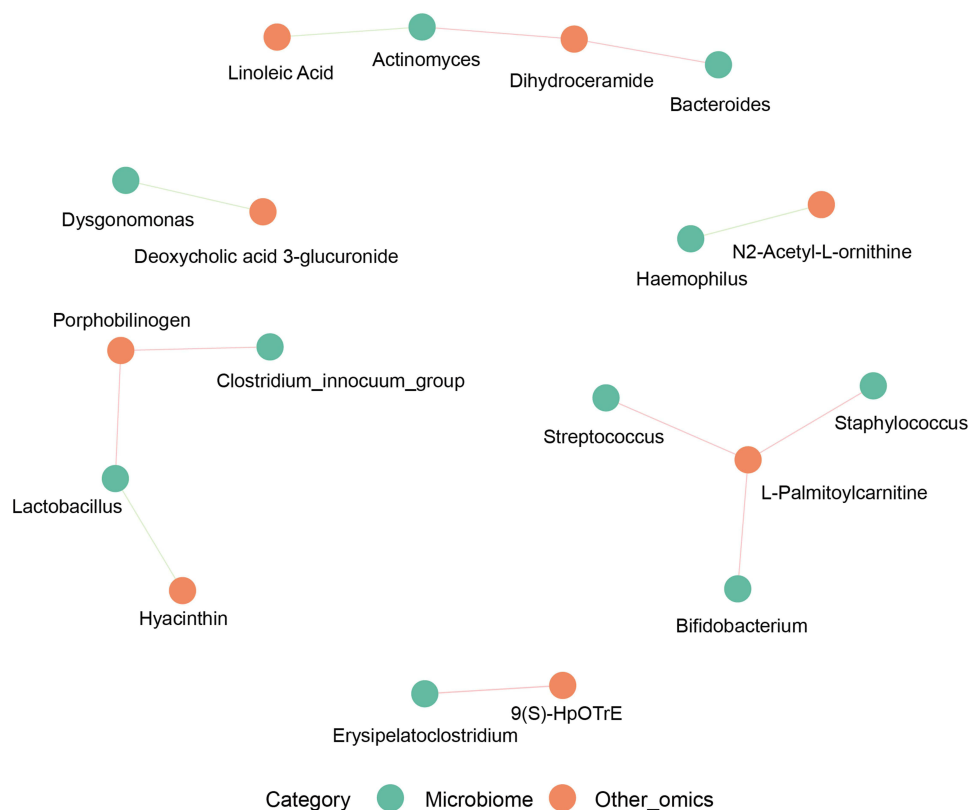 Linoleic Acid
Actinomyces
Dihydroceramide
Bacteroides
Dysgonomonas
Deoxycholic acid 3-glucuronide
N2-Acetyl-L-ornithine
Haemophilus
Porphobilinogen
Clostridium_innocuum_group
Streptococcus
Staphylococcus
L-Palmitoylcarnitine
Lactobacillus
Hyacinthin
Bifidobacterium
9(S)-HpOTrE
Erysipelatoclostridium
Category Microbiome Other_omics